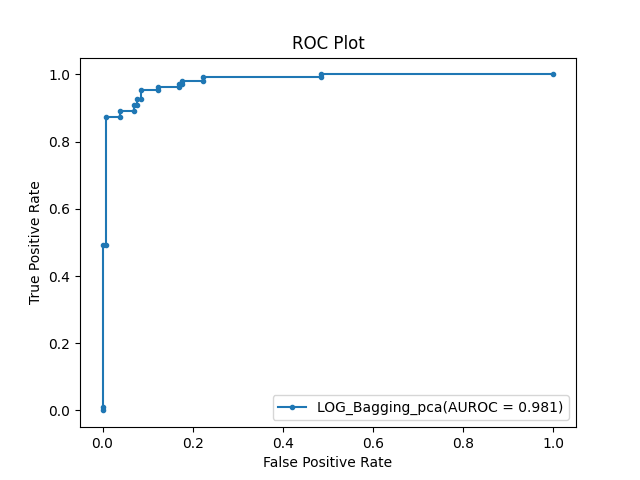 ROC Plot
1.0
0.8
0.6
0.4
0.2
0.0
True Positive Rate
LOG_Bagging_pca(AUROC = 0.981)
0.0 0.2 0.4 0.6 0.8 1.0
False Positive Rate